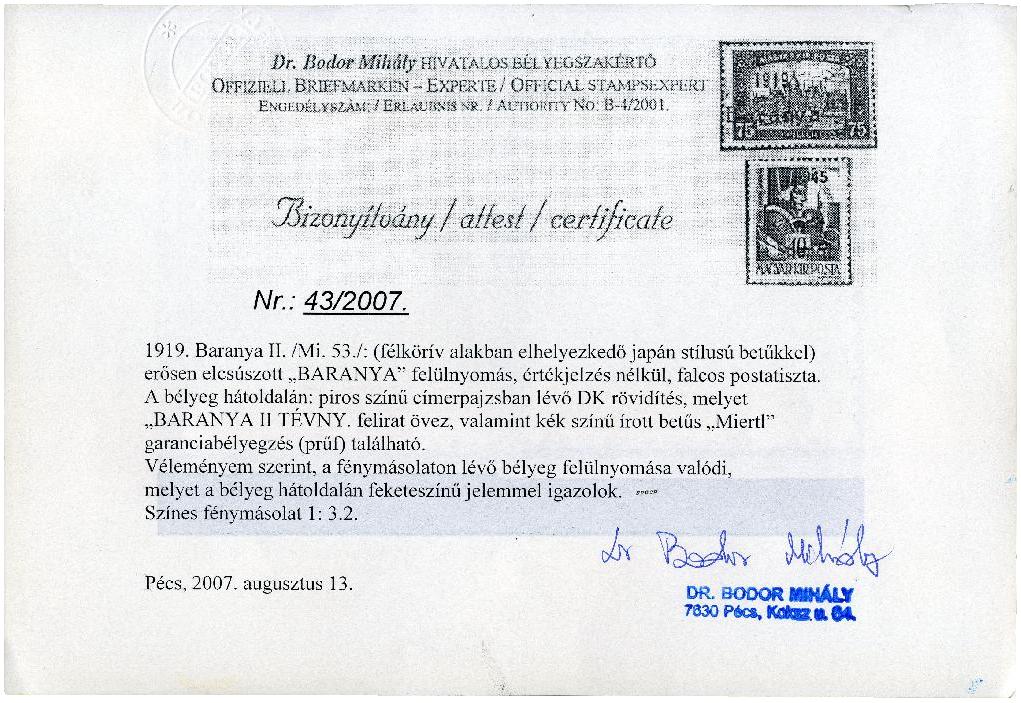 Dr. Bodor Mihály HIVATALOS BÉLYEGSZAKÉRTŐ
OFFIZIELL BRIEFMARKEN – EXPERTE / OFFICIAL STAMPSEXPERT
ENGEDÉLYSZÁM: / ERLAUBNIS NR. / AUTHORITY NO: B-4/2001.
1919
75 75
45
10
MAGYAR KIR POSTA
Bizonyítvány / attest / certificate
Nr.: 43/2007.
1919. Baranya II. /Mi. 53./: (félkörív alakban elhelyezkedő japán stílusú betűkkel)
erősen elcsúszott „BARANYA” felülnyomás, értékjelzés nélkül, falcos postatiszta.
A bélyeg hátoldalán: piros színű címerpajzsban lévő DK rövidítés, melyet
„BARANYA II TÉVNY. felirat övez, valamint kék színű írott betűs „Miertl”
garanciabélyegzés (prűf) található.
Véleményem szerint, a fénymásolaton lévő bélyeg felülnyomása valódi,
melyet a bélyeg hátoldalán feketeszínű jelemmel igazolok.
Színes fénymásolat 1: 3.2.
Dr Bodor Mihály
Pécs, 2007. augusztus 13.
DR. BODOR MIHÁLY
7630 Pécs, u. 64.